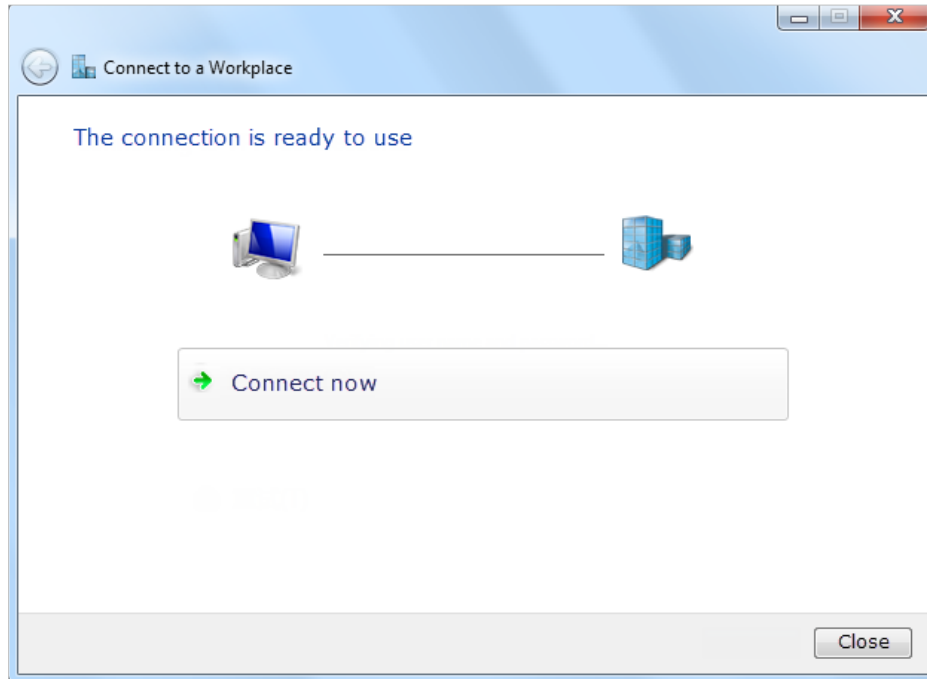 Connect to a Workplace
The connection is ready to use
Connect now
Close